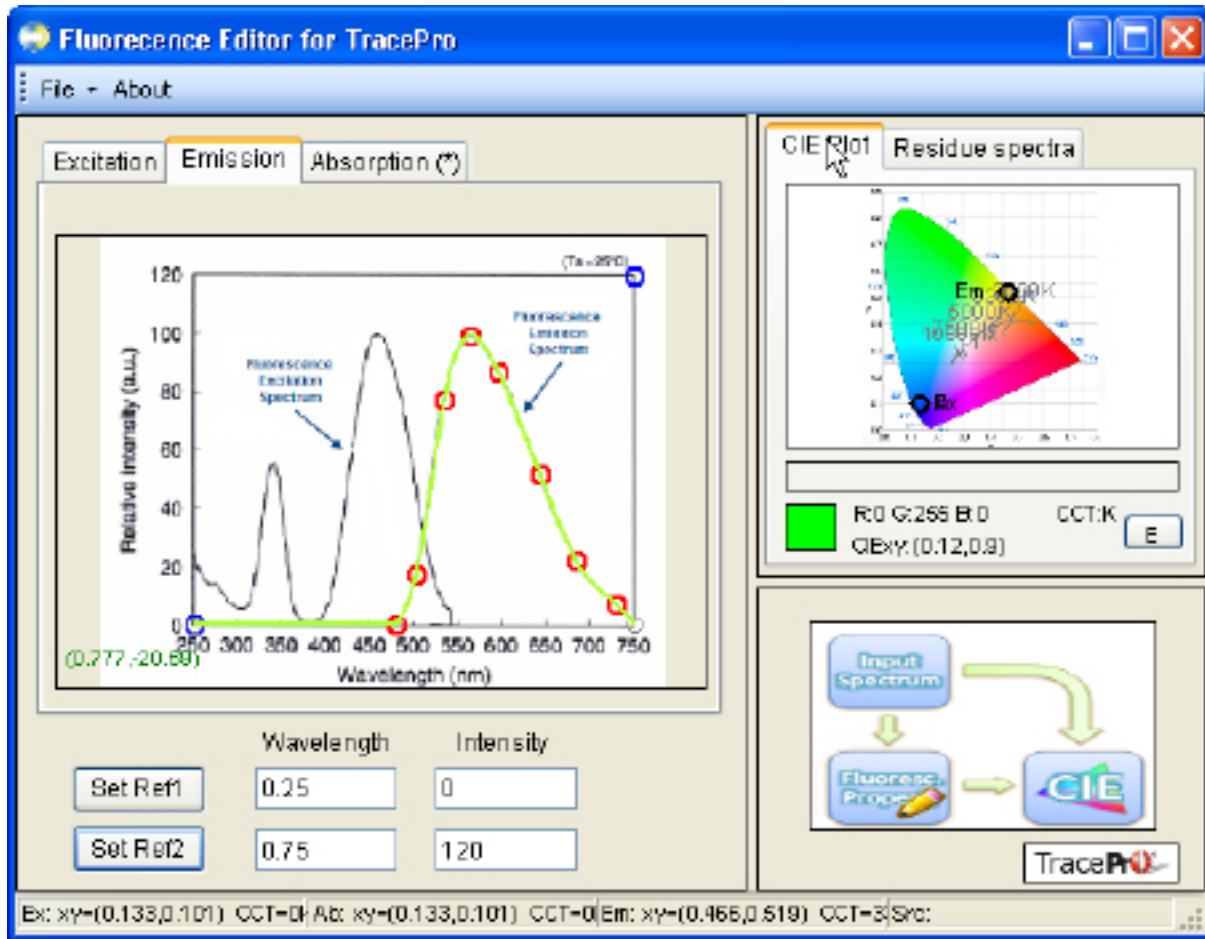 Fluorecence Editor for TracePro
File About
Excitation Emission Absorption (*)
(Ta=25°C)
120
100
80
60
40
20
0
Relative intensity (a.u.)
Fluorescence
Excitation
Spectrum
Fluorescence
Emission
Spectrum
250 300 350 400 450 500 550 600 650 700 750
(0.777,-20.69)
Wavelength (nm)
Wavelength Intensity
Set Ref1 0.25 0
Set Ref2 0.75 120
CIE Plot Residue spectra
Em
Ex
R:0 G:255 B:0 CCT:K
CIExy:(0.12,0.9)
E
Input
Spectrum
Fluoresc.
CIE
TracePro
Ex: xy=(0.133,0.101) CCT=0 Ab: xy=(0.133,0.101) CCT=0 Em: xy=(0.466,0.519) CCT=3 Src: